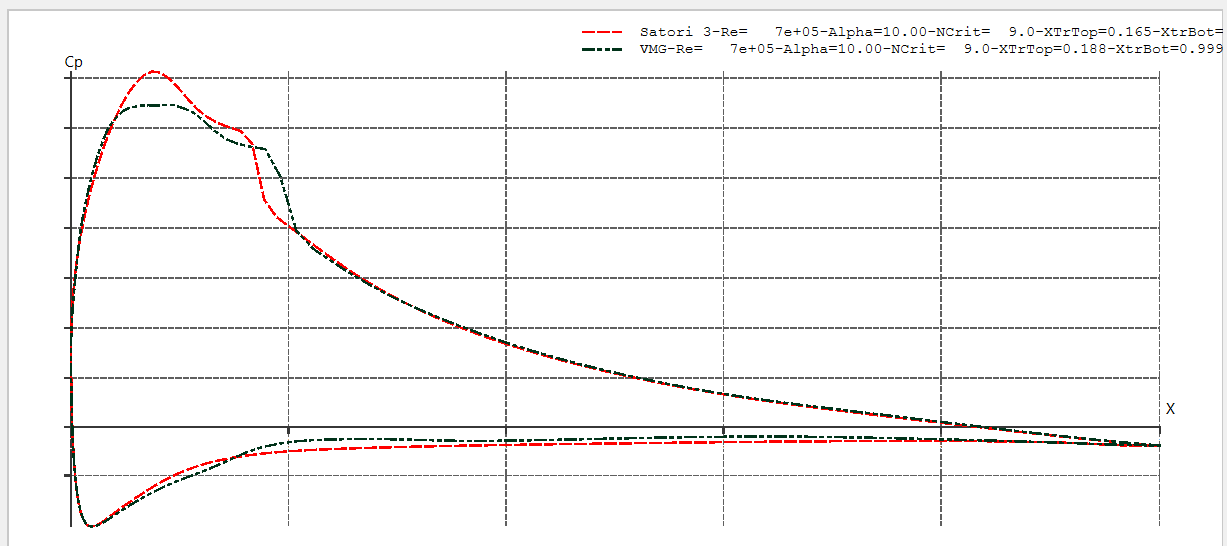 Satori 3-Re=   7e+05-Alpha=10.00-NCrit=  9.0-XTrTop=0.165-XtrBot=
VMG-Re=   7e+05-Alpha=10.00-NCrit=  9.0-XTrTop=0.188-XtrBot=0.999
Cp
X